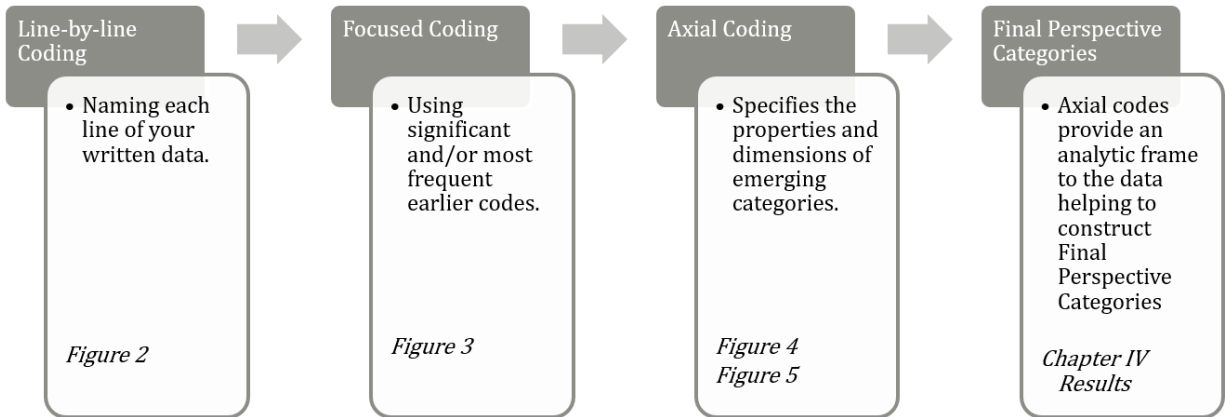 Line-by-line
Coding
• Naming each
line of your
written data.
Figure 2
Focused Coding
• Using
significant
and/or most
frequent
earlier codes.
Figure 3
Axial Coding
• Specifies the
properties and
dimensions of
emerging
categories.
Figure 4
Figure 5
Final Perspective
Categories
• Axial codes
provide an
analytic frame
to the data
helping to
construct
Final
Perspective
Categories
Chapter IV
Results